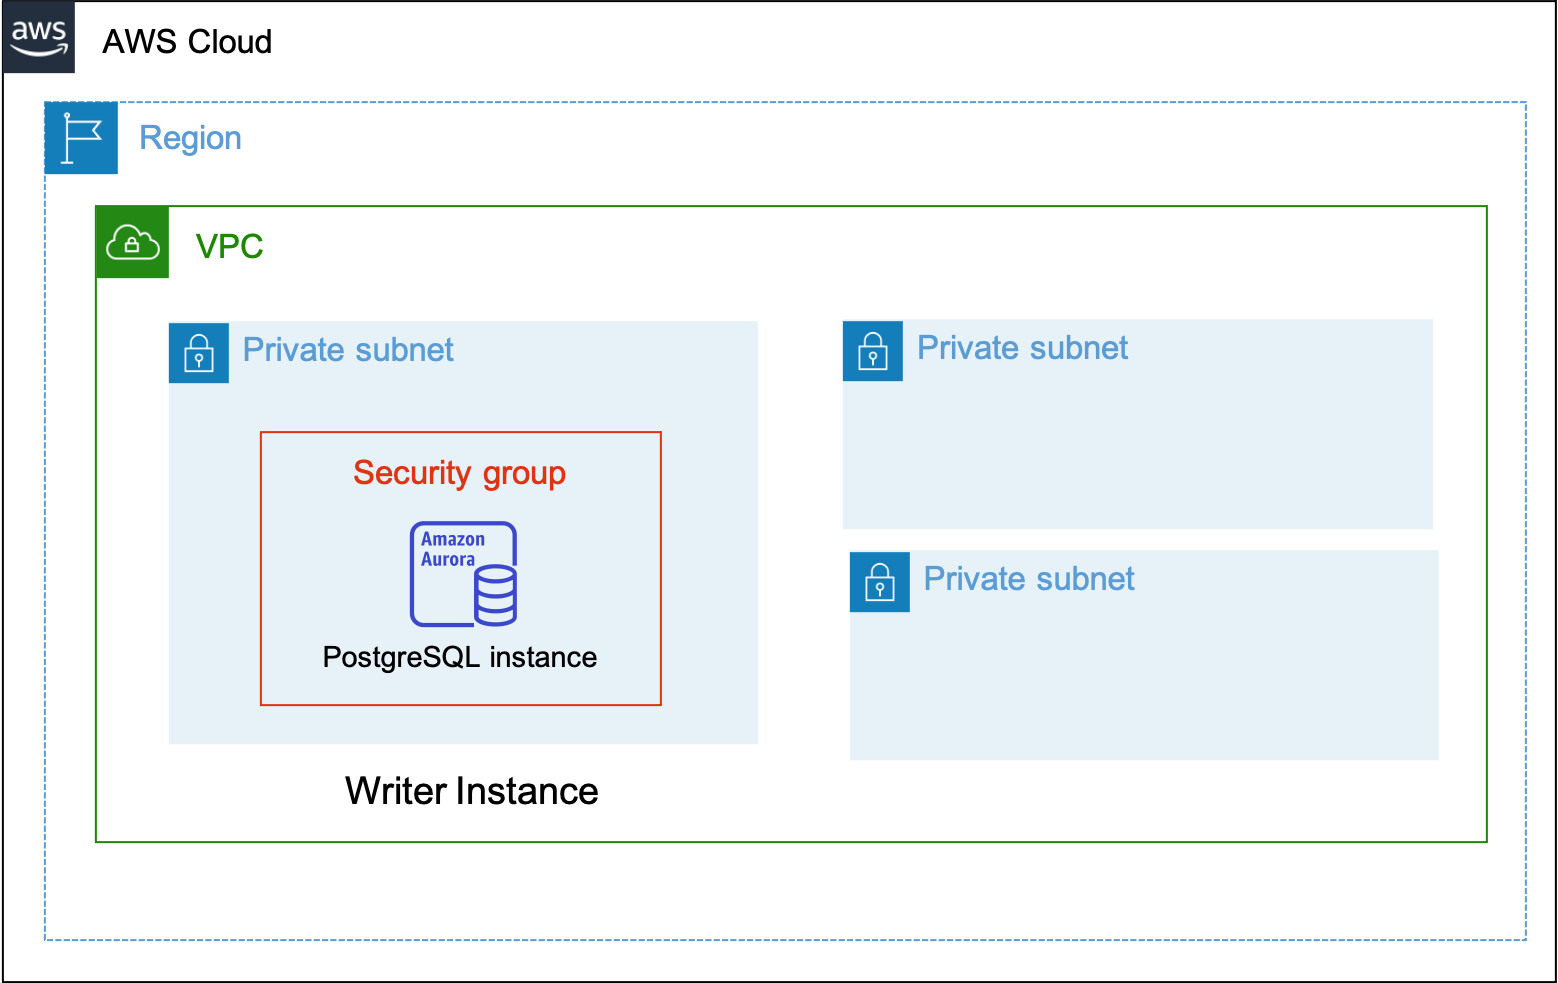 aws
AWS Cloud
Region
VPC
Private subnet
Security group
Amazon
Aurora
PostgreSQL instance
Writer Instance
Private subnet
Private subnet